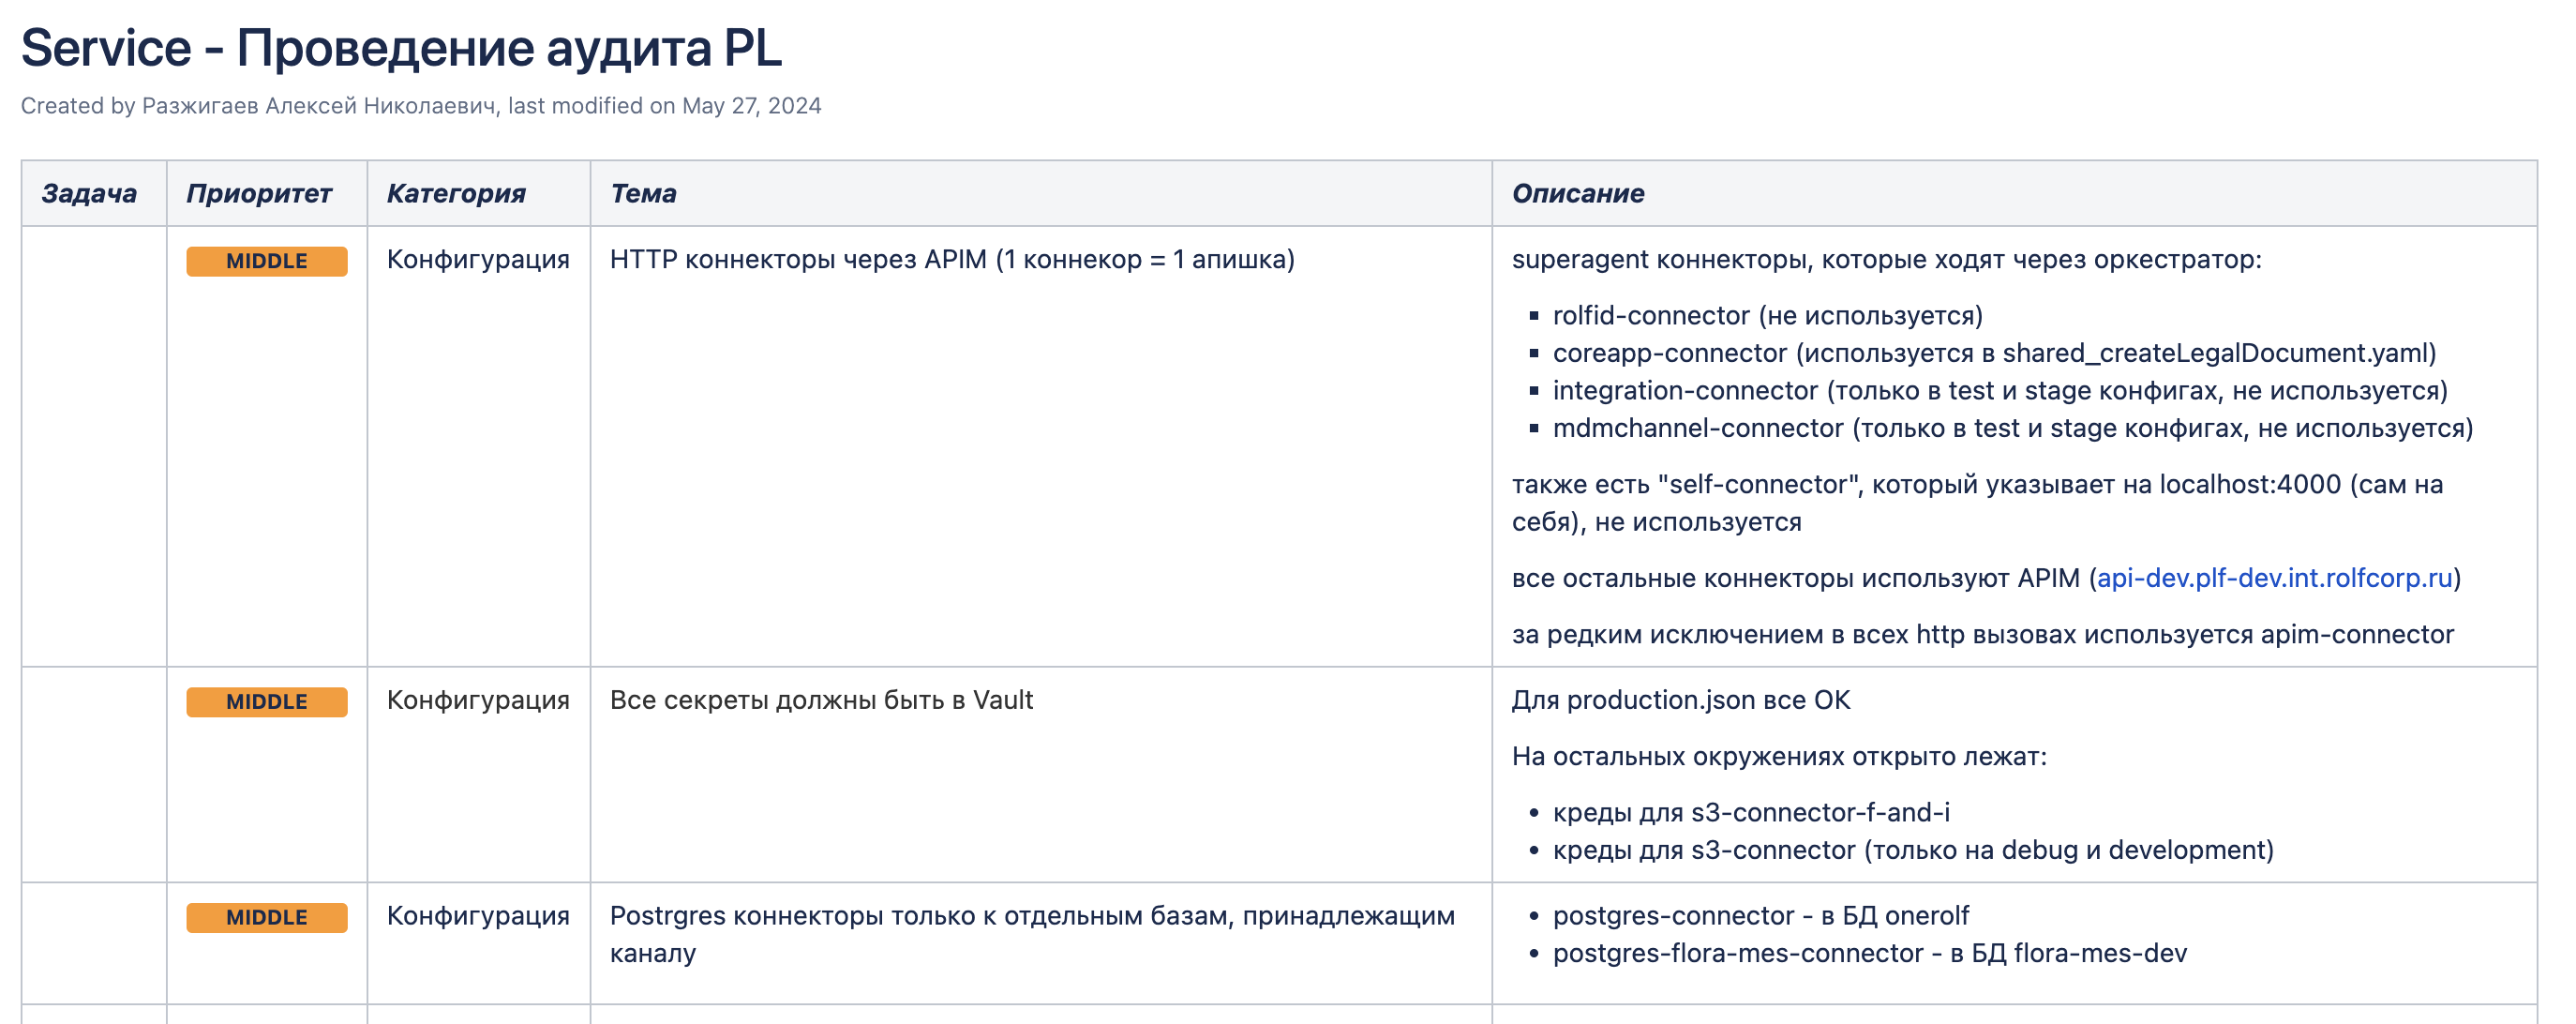 Service - Проведение аудита PL
Created by Разжигаев Алексей Николаевич, last modified on May 27, 2024
Задача Приоритет Категория Тема Описание
MIDDLE Конфигурация HTTP коннекторы через APIM (1 коннекор = 1 апишка) superagent коннекторы, которые ходят через оркестратор:
▪ rolfid-connector (не используется)
▪ coreapp-connector (используется в shared_createLegalDocument.yaml)
▪ integration-connector (только в test и stage конфигах, не используется)
▪ mdmchannel-connector (только в test и stage конфигах, не используется)
также есть "self-connector", который указывает на localhost:4000 (сам на
себя), не используется
все остальные коннекторы используют APIM (api-dev.plf-dev.int.rolfcorp.ru)
за редким исключением в всех http вызовах используется apim-connector
MIDDLE Конфигурация Все секреты должны быть в Vault Для production.json все ОК
На остальных окружениях открыто лежат:
• креды для s3-connector-f-and-i
• креды для s3-connector (только на debug и development)
MIDDLE Конфигурация Postrgres коннекторы только к отдельным базам, принадлежащим • postgres-connector - в БД onerolf
каналу • postgres-flora-mes-connector - в БД flora-mes-dev